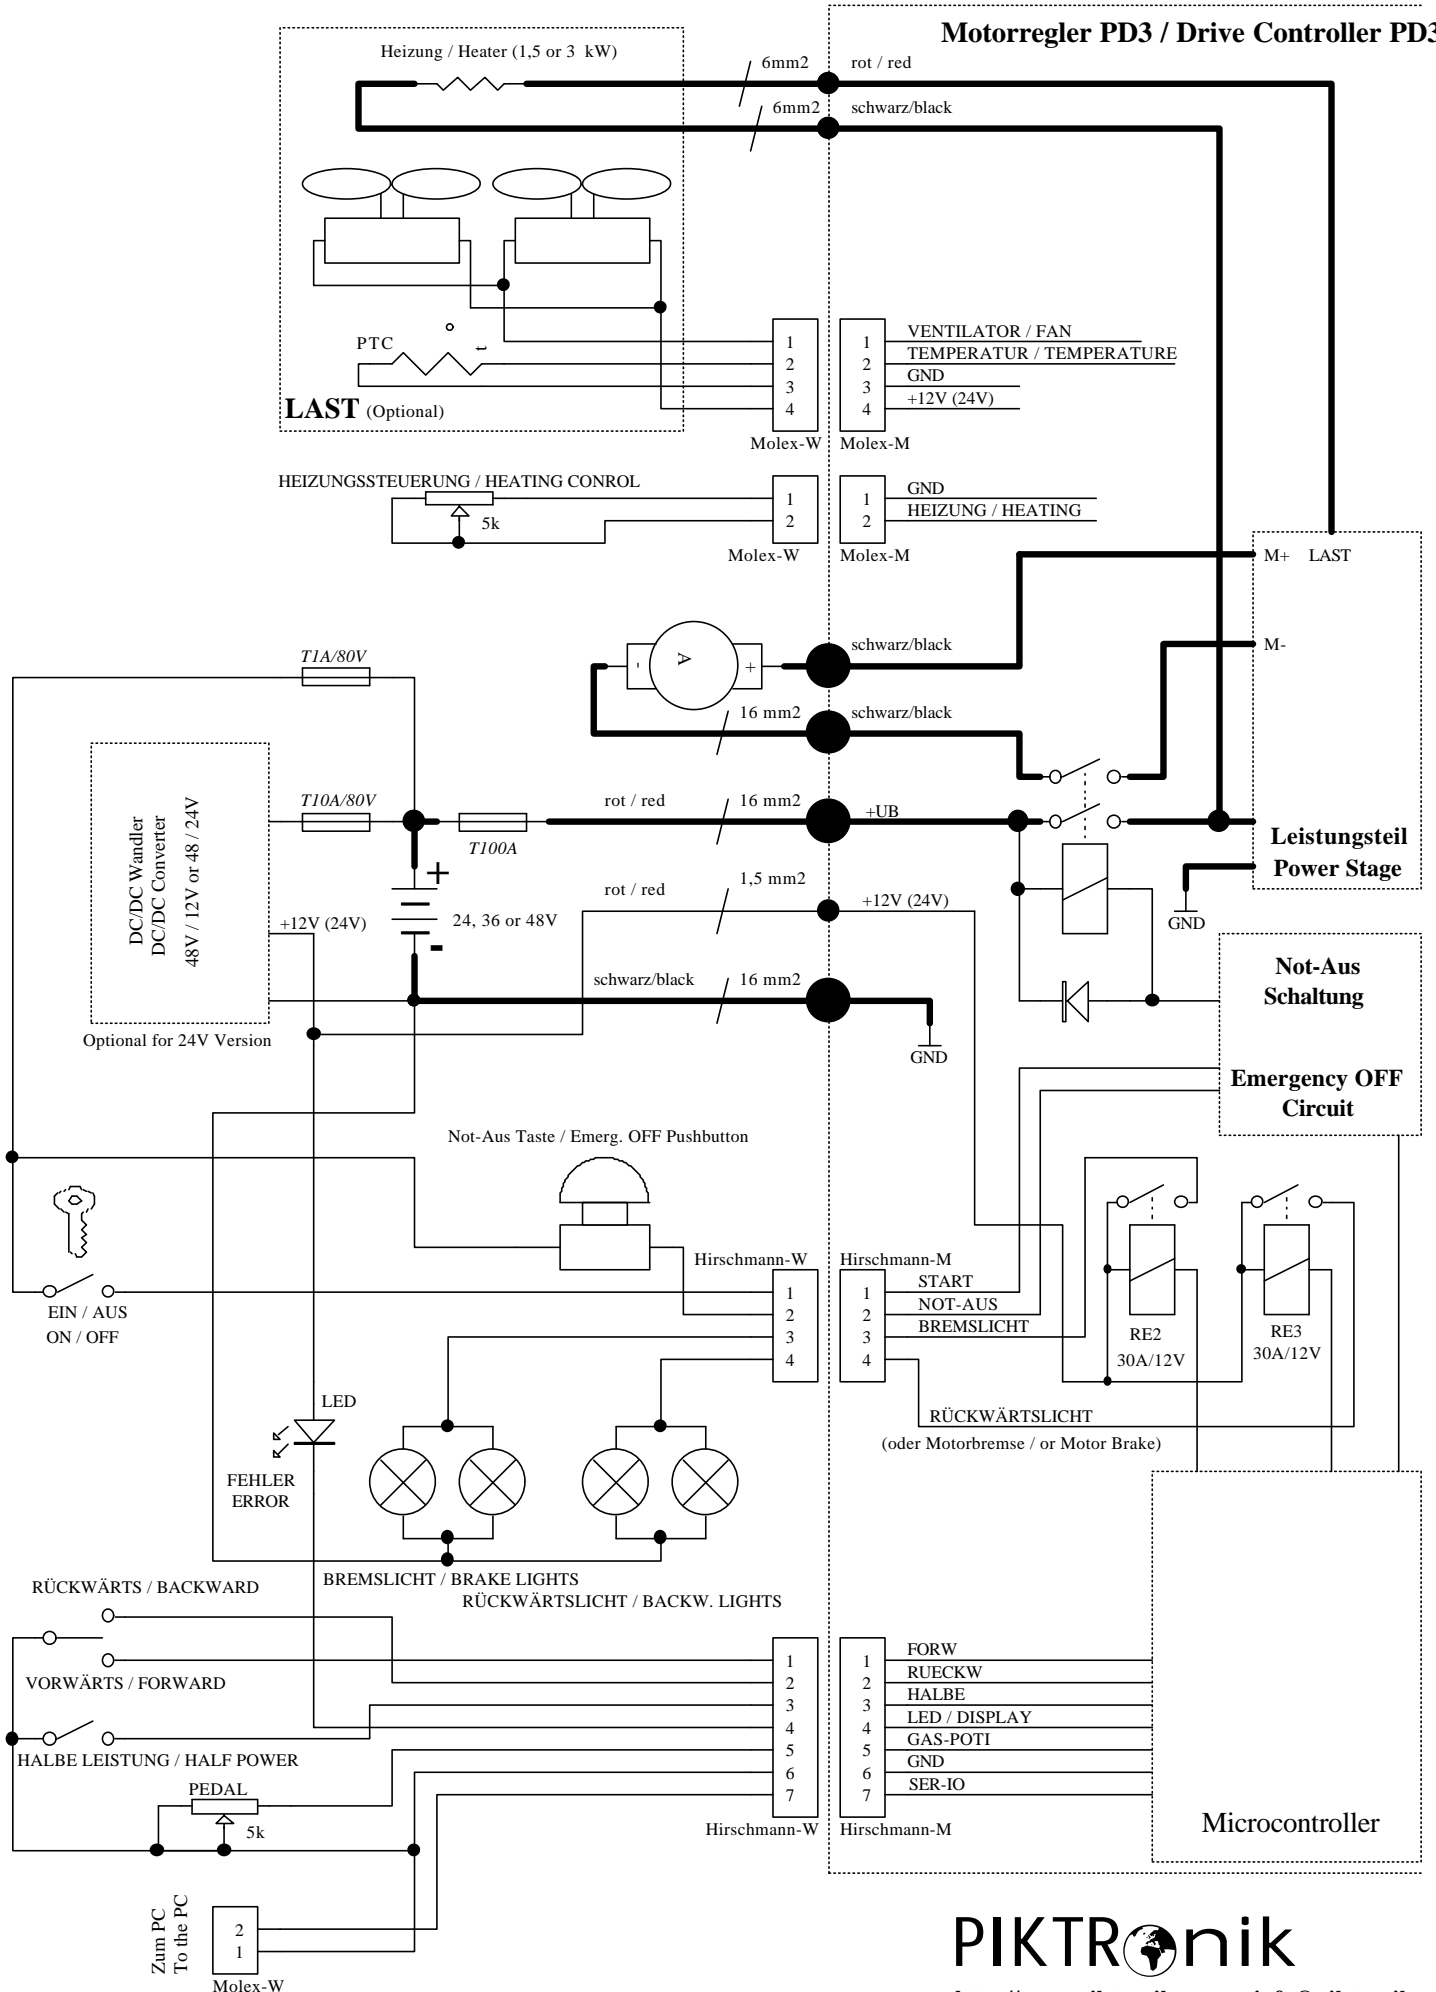 Motorregler PD3 / Drive Controller PD3
Heizung / Heater (1,5 or 3 kW)
6mm2
rot / red
6mm2
schwarz/black
PTC
t
LAST (Optional)
1
2
3
4
Molex-W
1
2
3
4
Molex-M
VENTILATOR / FAN
TEMPERATUR / TEMPERATURE
GND
+12V (24V)
HEIZUNGSSTEUERUNG / HEATING CONROL
5k
1
2
Molex-W
1
2
Molex-M
GND
HEIZUNG / HEATING
M+ LAST
M-
- A +
schwarz/black
16 mm2
schwarz/black
T1A/80V
T10A/80V
T100A
rot / red
16 mm2
+UB
Leistungsteil
Power Stage
GND
DC/DC Wandler
DC/DC Converter
48V / 12V or 48 / 24V
+12V (24V)
+
24, 36 or 48V
-
rot / red
1,5 mm2
+12V (24V)
schwarz/black
16 mm2
GND
Optional for 24V Version
Not-Aus
Schaltung
Emergency OFF
Circuit
Not-Aus Taste / Emerg. OFF Pushbutton
EIN / AUS
ON / OFF
Hirschmann-W
1
2
3
4
Hirschmann-M
1
2
3
4
START
NOT-AUS
BREMSLICHT
RE2
30A/12V
RE3
30A/12V
RÜCKWÄRTSLICHT
(oder Motorbremse / or Motor Brake)
LED
FEHLER
ERROR
BREMSLICHT / BRAKE LIGHTS
RÜCKWÄRTSLICHT / BACKW. LIGHTS
RÜCKWÄRTS / BACKWARD
VORWÄRTS / FORWARD
HALBE LEISTUNG / HALF POWER
PEDAL
5k
1
2
3
4
5
6
7
Hirschmann-W
1
2
3
4
5
6
7
Hirschmann-M
FORW
RUECKW
HALBE
LED / DISPLAY
GAS-POTI
GND
SER-IO
Microcontroller
Zum PC
To the PC
2
1
Molex-W
PIKTRonik